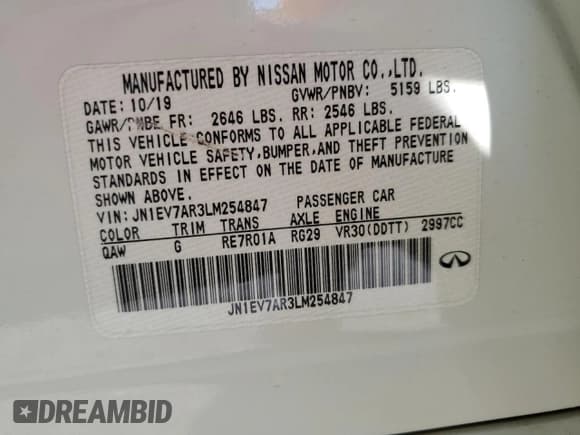 MANUFACTURED BY NISSAN MOTOR CO.,LTD.
DATE: 10/19 GVWR/PNBV: 5159 LBS.
GAWR/PMBE FR: 2646 LBS. RR: 2546 LBS.
THIS VEHICLE CONFORMS TO ALL APPLICABLE FEDERAL
MOTOR VEHICLE SAFETY,BUMPER,AND THEFT PREVENTION
STANDARDS IN EFFECT ON THE DATE OF MANUFACTURE
SHOWN ABOVE.
VIN: JN1EV7AR3LM254847 PASSENGER CAR
COLOR TRIM TRANS AXLE ENGINE
QAW G RE7R01A RG29 VR30(DDTT) 2997CC
JN1EV7AR3LM254847
DREAMBID